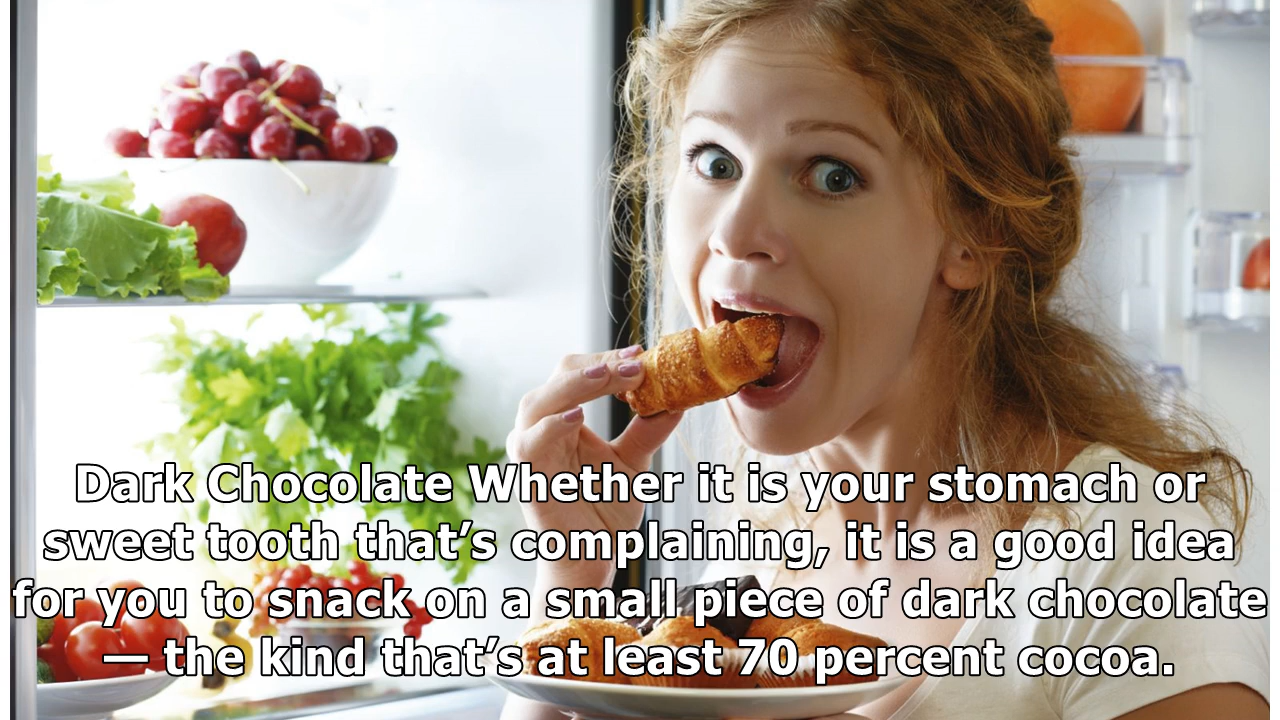 Dark Chocolate Whether it is your stomach or
sweet tooth that’s complaining, it is a good idea
for you to snack on a small piece of dark chocolate
— the kind that’s at least 70 percent cocoa.